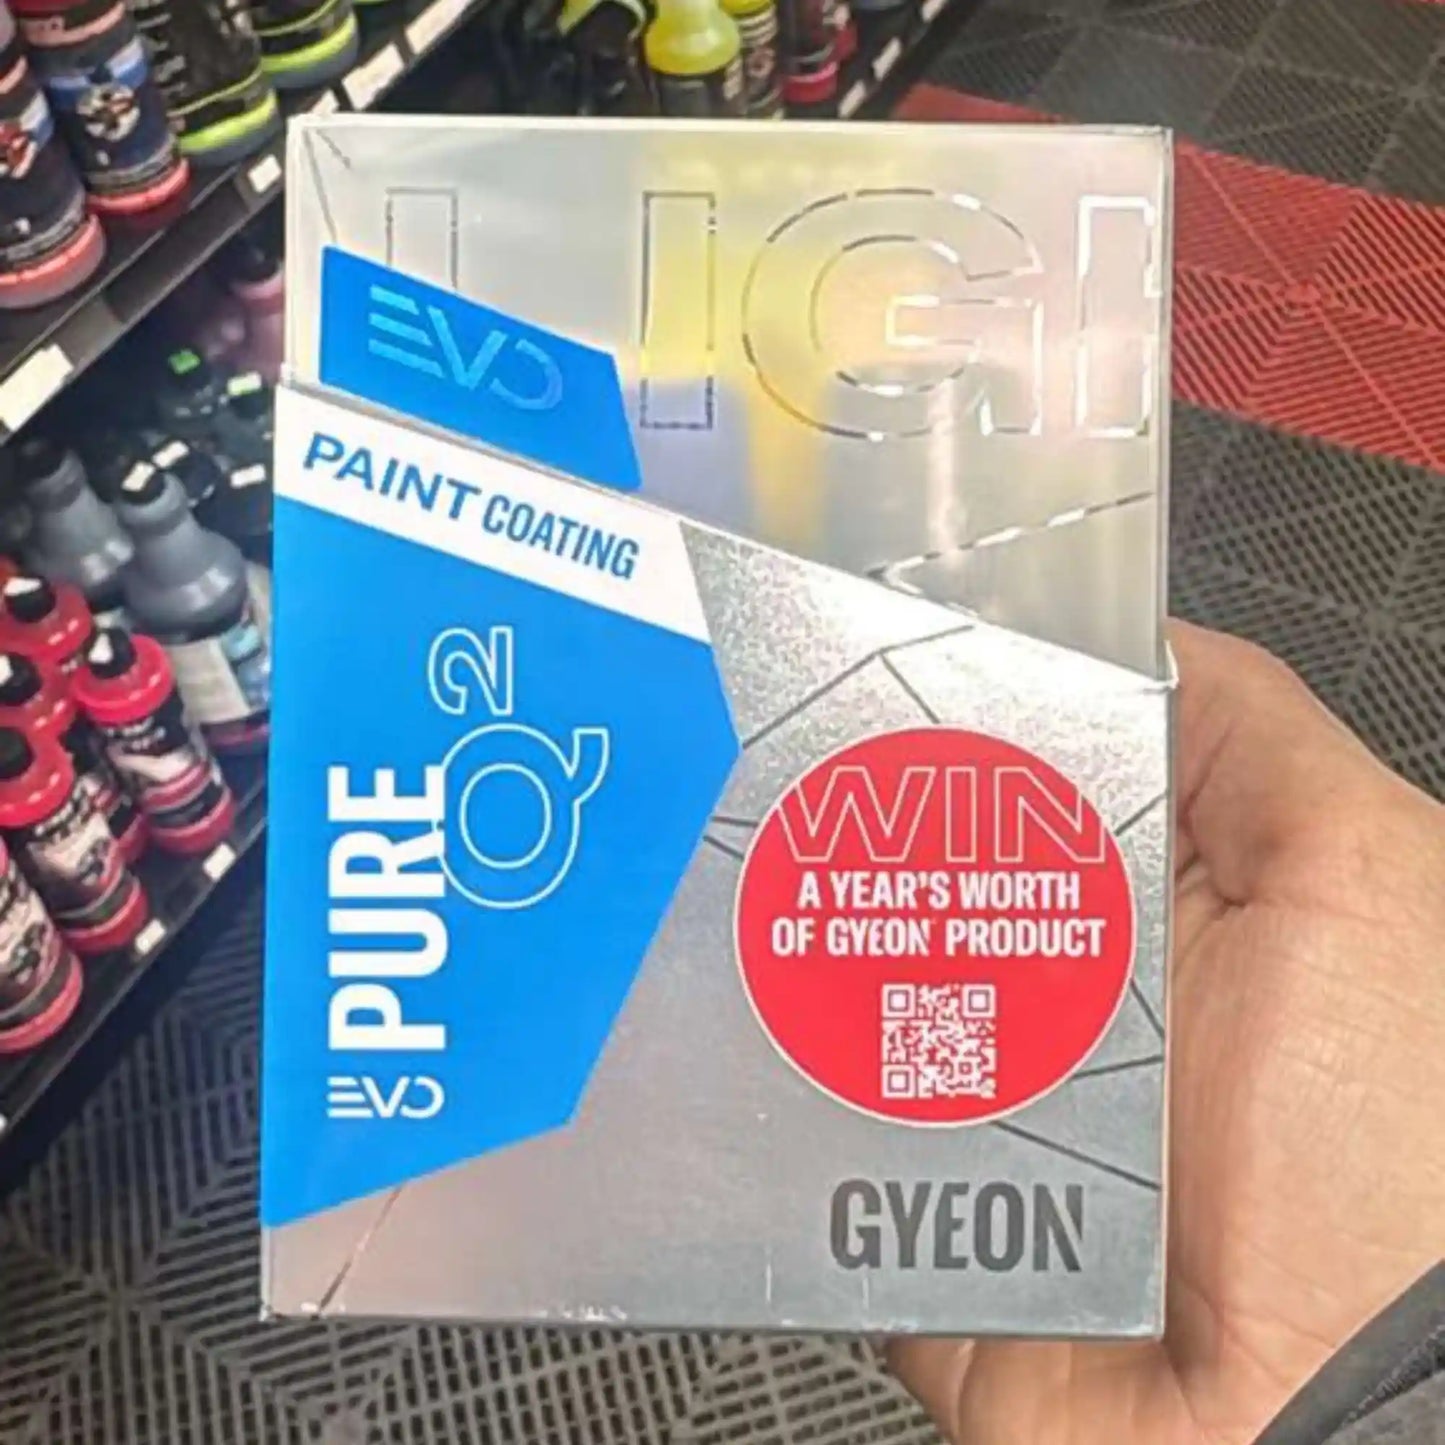 EVO
PAINT COATING
Q2
PURE
EVO
WIN
A YEAR'S WORTH
OF GYEON PRODUCT
GYEON